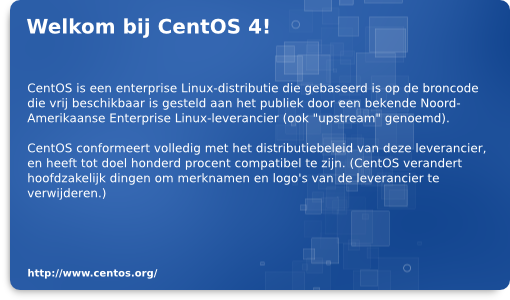 Welkom bij CentOS 4!
CentOS is een enterprise Linux-distributie die gebaseerd is op de broncode
die vrij beschikbaar is gesteld aan het publiek door een bekende Noord-
Amerikaanse Enterprise Linux-leverancier (ook "upstream" genoemd).
CentOS conformeert volledig met het distributiebeleid van deze leverancier,
en heeft tot doel honderd procent compatibel te zijn. (CentOS verandert
hoofdzakelijk dingen om merknamen en logo's van de leverancier te
verwijderen.)
http://www.centos.org/